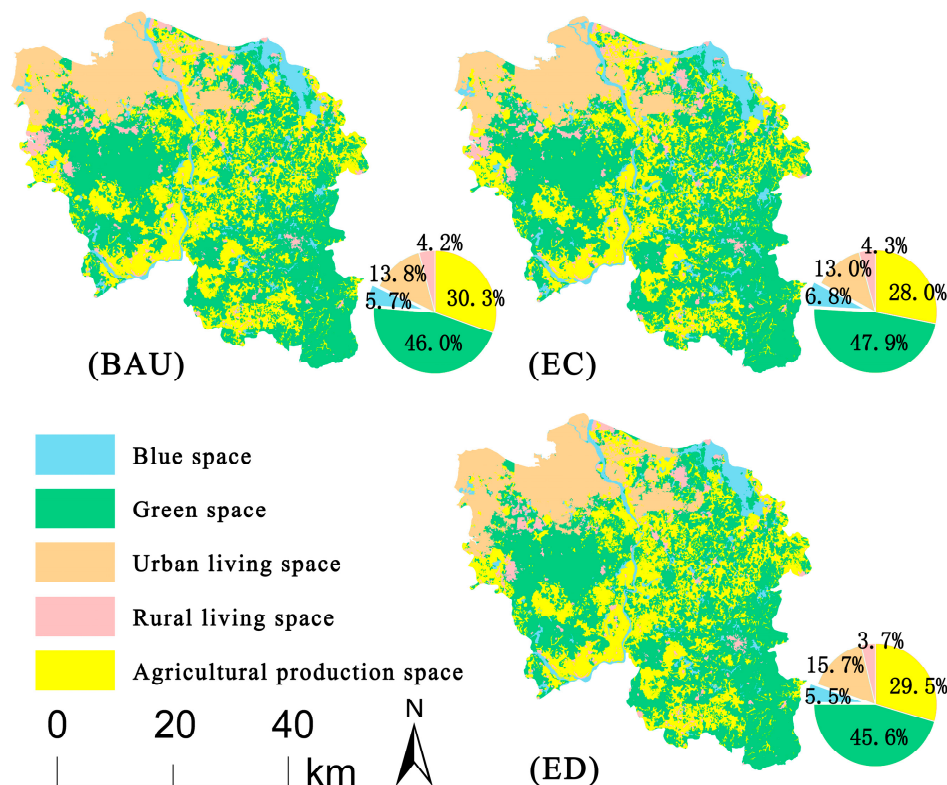 4.2%
13.8%
5.7%
30.3%
46.0%
(BAU)
4.3%
13.0%
6.8%
28.0%
47.9%
(EC)
Blue space
Green space
Urban living space
Rural living space
Agricultural production space
0 20 40
km
N
3.7%
15.7%
5.5%
29.5%
45.6%
(ED)